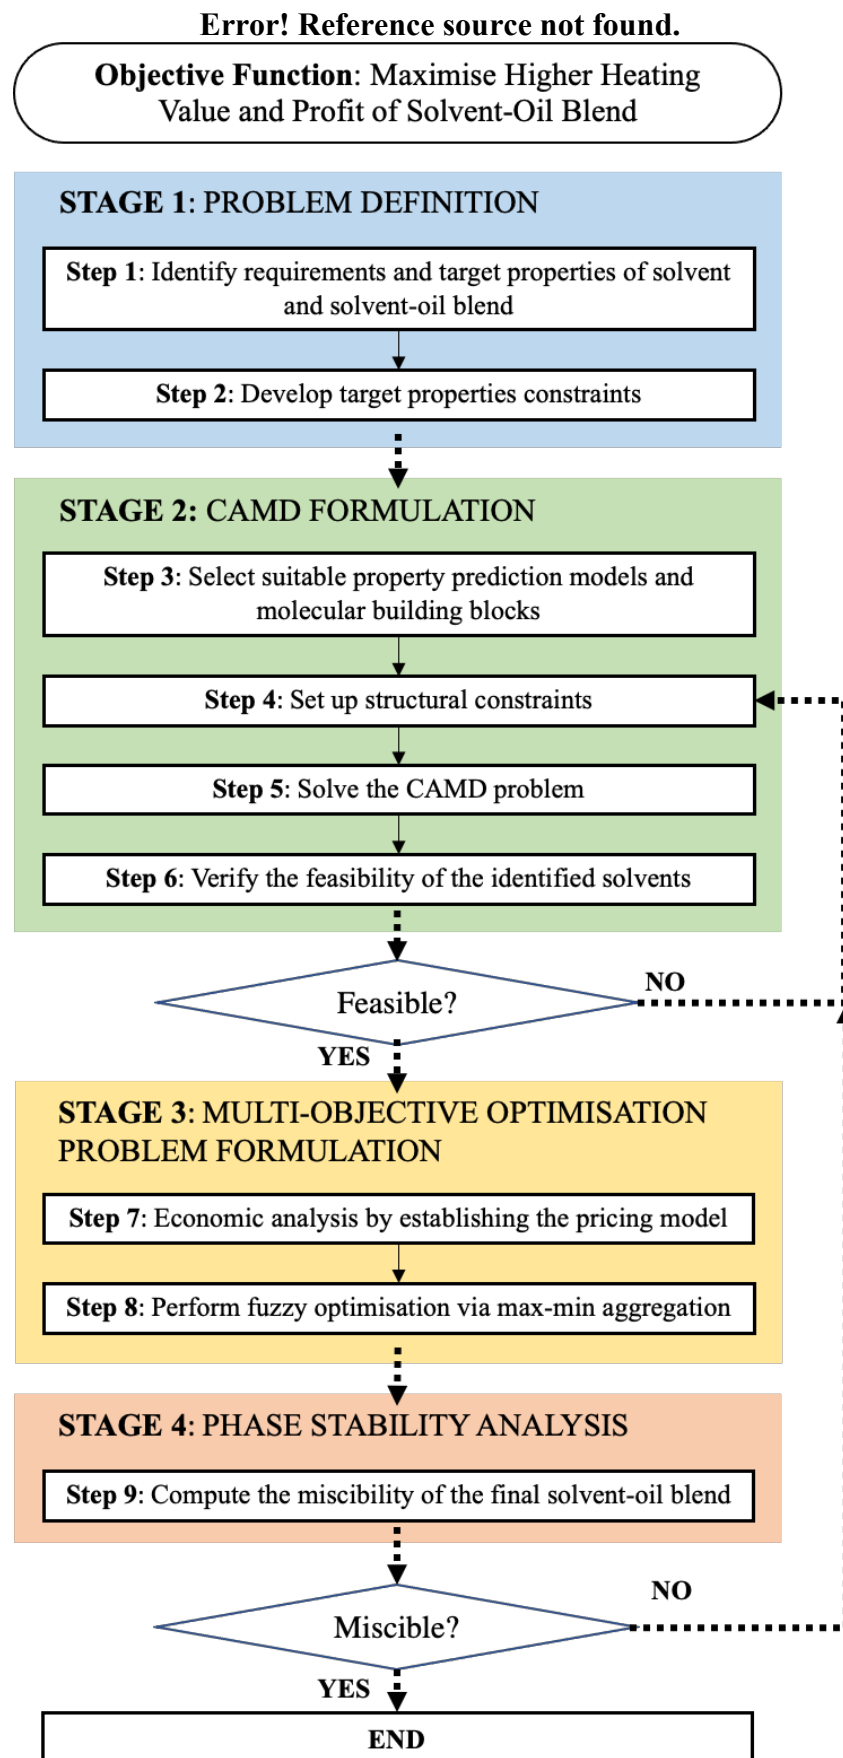 Error! Reference source not found.
Objective Function: Maximise Higher Heating
Value and Profit of Solvent-Oil Blend
STAGE 1: PROBLEM DEFINITION
Step 1: Identify requirements and target properties of solvent
and solvent-oil blend
Step 2: Develop target properties constraints
STAGE 2: CAMD FORMULATION
Step 3: Select suitable property prediction models and
molecular building blocks
Step 4: Set up structural constraints
Step 5: Solve the CAMD problem
Step 6: Verify the feasibility of the identified solvents
Feasible?
NO
YES
STAGE 3: MULTI-OBJECTIVE OPTIMISATION
PROBLEM FORMULATION
Step 7: Economic analysis by establishing the pricing model
Step 8: Perform fuzzy optimisation via max-min aggregation
STAGE 4: PHASE STABILITY ANALYSIS
Step 9: Compute the miscibility of the final solvent-oil blend
Miscible?
NO
YES
END